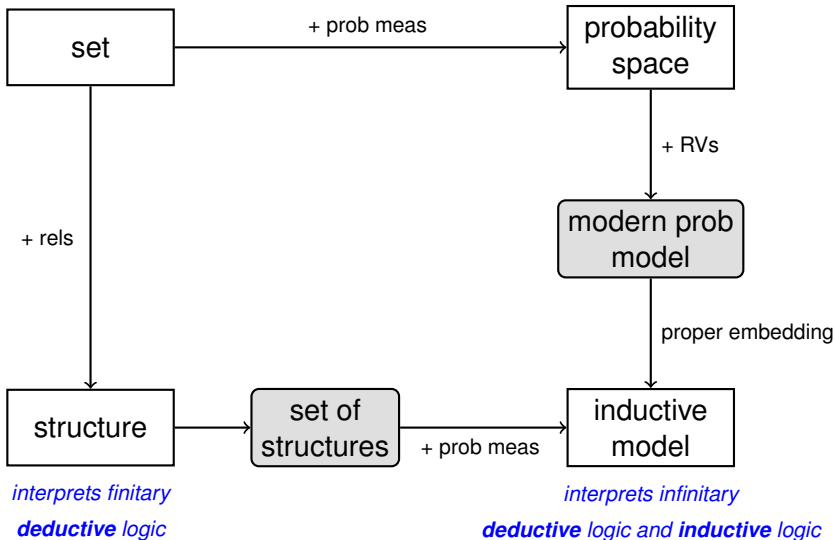 set
+ prob meas
probability
space
+ RVs
+ rels
modern prob
model
proper embedding
structure
set of
structures
+ prob meas
inductive
model
interprets finitary
deductive logic
interprets infinitary
deductive logic and inductive logic